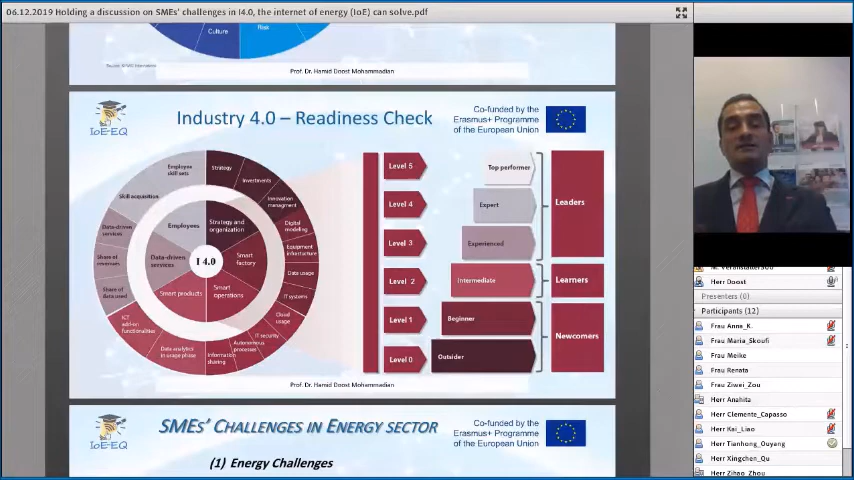 06.12.2019 Holding a discussion on SMEs' challenges in I4.0, the internet of energy (IoE) can solve.pdf
Culture
Risk
Prof. Dr. Hamid Doost Mohammadian
IoE-EQ
Industry 4.0 – Readiness Check
Co-funded by the
Erasmus+ Programme
of the European Union
Employee
skill sets
Skill acquisition
Data-driven
services
Share of
revenues
Share of
data used
ICT
add-on
functionalities
Data analytics
in usage phase
Information
sharing
Autonomous
processes
IT security
Cloud
usage
IT systems
Data usage
Equipment
infrastructure
Digital
modeling
Innovation
managment
Investments
Strategy
Employees
Strategy and
organization
Data-driven
services
I 4.0
Smart
factory
Smart products
Smart
operations
Level 5
Top performer
Level 4
Expert
Leaders
Level 3
Experienced
Level 2
Intermediate
Learners
Level 1
Beginner
Newcomers
Level 0
Outsider
Prof. Dr. Hamid Doost Mohammadian
IoE-EQ
SMEs' Challenges in Energy sector
Co-funded by the
Erasmus+ Programme
of the European Union
(1) Energy Challenges
Herr Doost
Presenters (0)
Participants (12)
Frau Anna_K.
Frau Maria_Skoufi
Frau Meike
Frau Renata
Frau Ziwei_Zou
Herr Anahita
Herr Clemente_Capasso
Herr Kai_Liao
Herr Tianhong_Ouyang
Herr Xingchen_Qu
Herr Zihao_Zhou